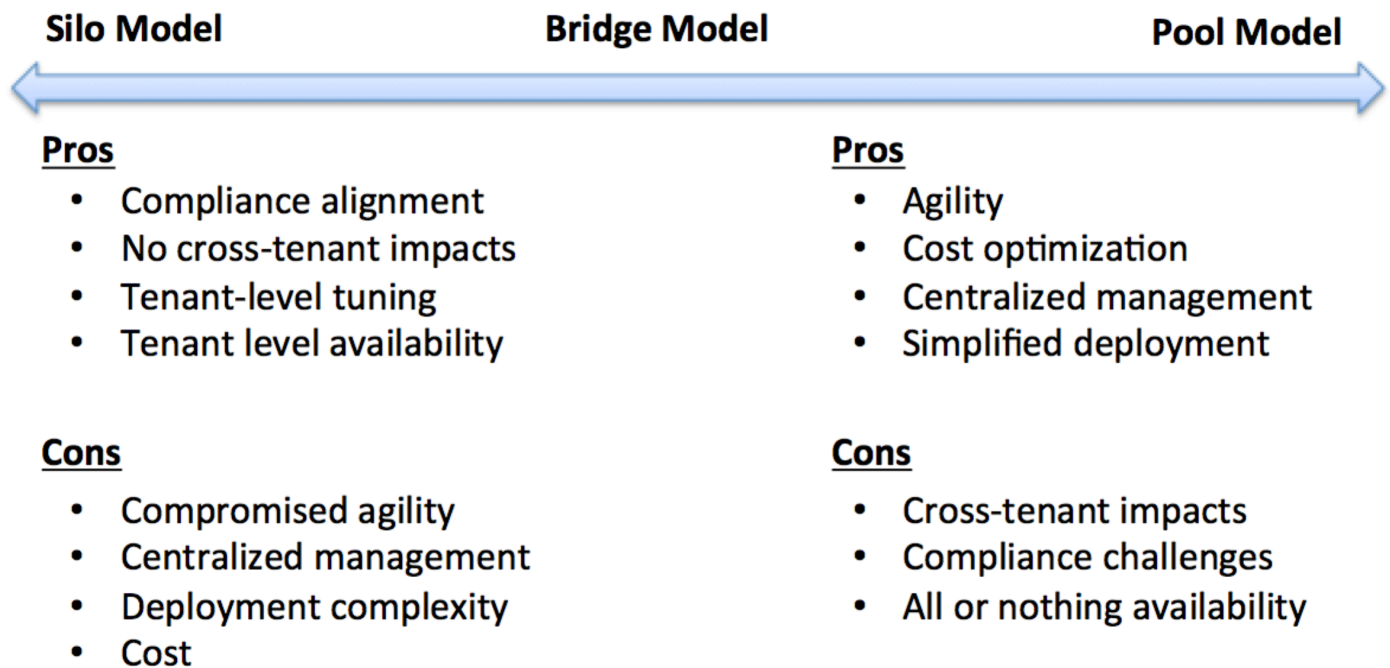 Silo Model
Bridge Model
Pool Model
Pros
• Compliance alignment
• No cross-tenant impacts
• Tenant-level tuning
• Tenant level availability
Cons
• Compromised agility
• Centralized management
• Deployment complexity
• Cost
Pros
• Agility
• Cost optimization
• Centralized management
• Simplified deployment
Cons
• Cross-tenant impacts
• Compliance challenges
• All or nothing availability